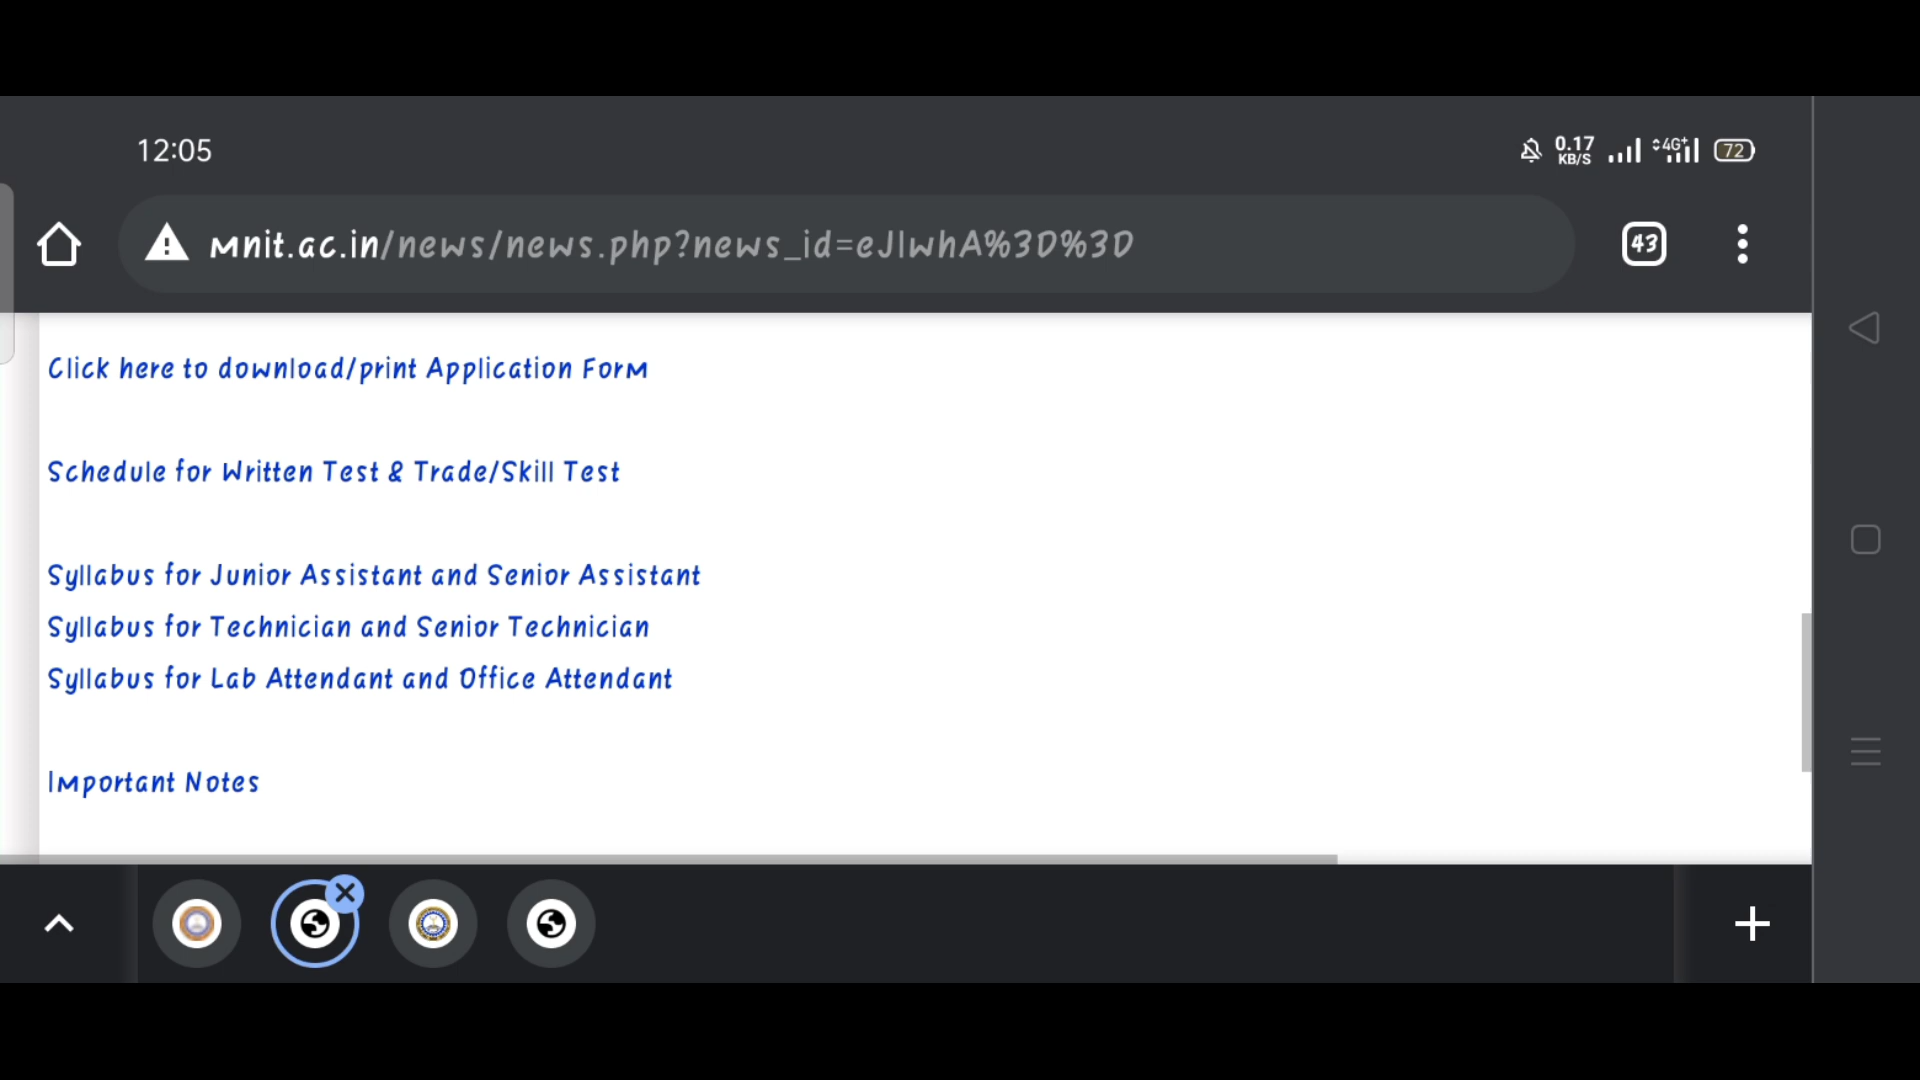 12:05
0.17
KB/S
4G+
72
mnit.ac.in/news/news.php?news_id=eJIwhA%3D%3D
43
Click here to download/print Application Form
Schedule for Written Test & Trade/Skill Test
Syllabus for Junior Assistant and Senior Assistant
Syllabus for Technician and Senior Technician
Syllabus for Lab Attendant and Office Attendant
Important Notes